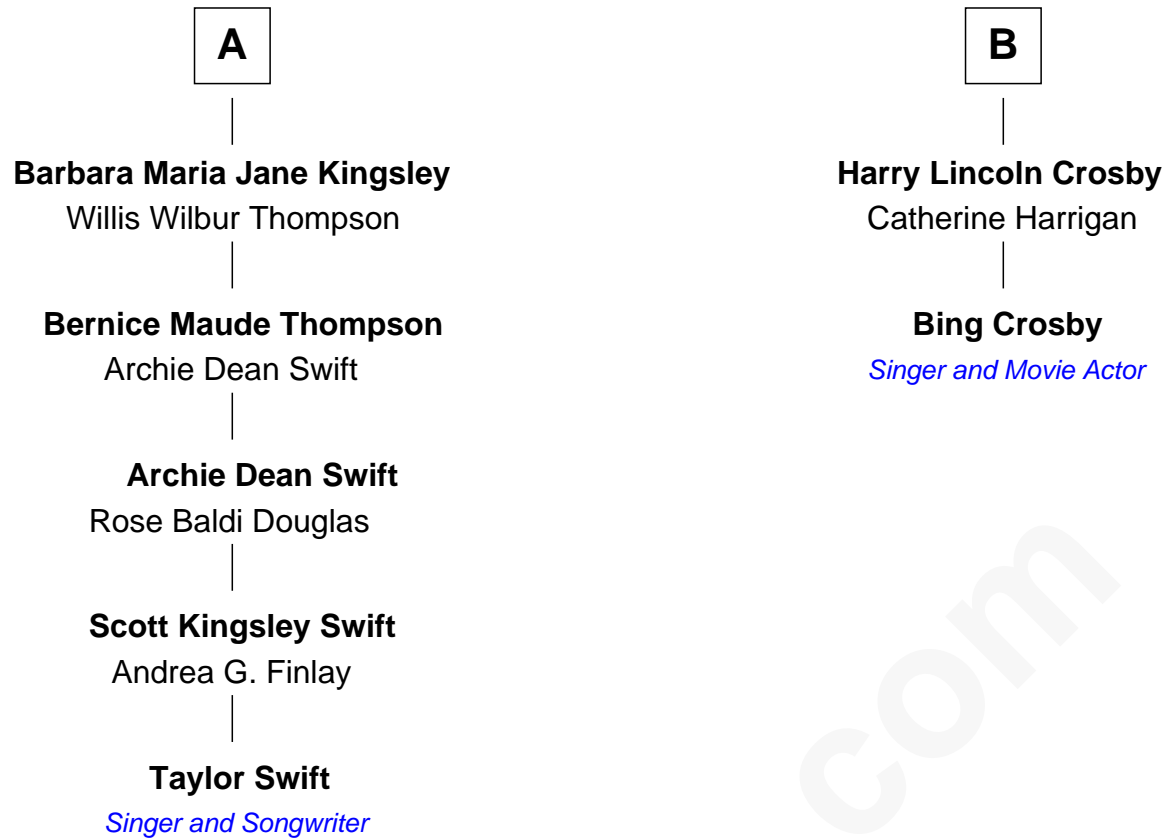 A
Barbara Maria Jane Kingsley
Willis Wilbur Thompson
Bernice Maude Thompson
Archie Dean Swift
Archie Dean Swift
Rose Baldi Douglas
Scott Kingsley Swift
Andrea G. Finlay
Taylor Swift
Singer and Songwriter
B
Harry Lincoln Crosby
Catherine Harrigan
Bing Crosby
Singer and Movie Actor
com